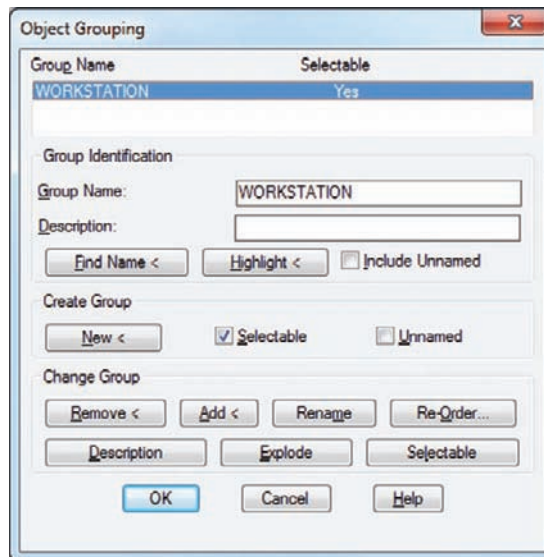 Object Grouping
Group Name Selectable
WORKSTATION Yes
Group Identification
Group Name: WORKSTATION
Description:
Find Name < Highlight < Include Unnamed
Create Group
New < Selectable Unnamed
Change Group
Remove < Add < Rename Re-Order...
Description Explode Selectable
OK Cancel Help